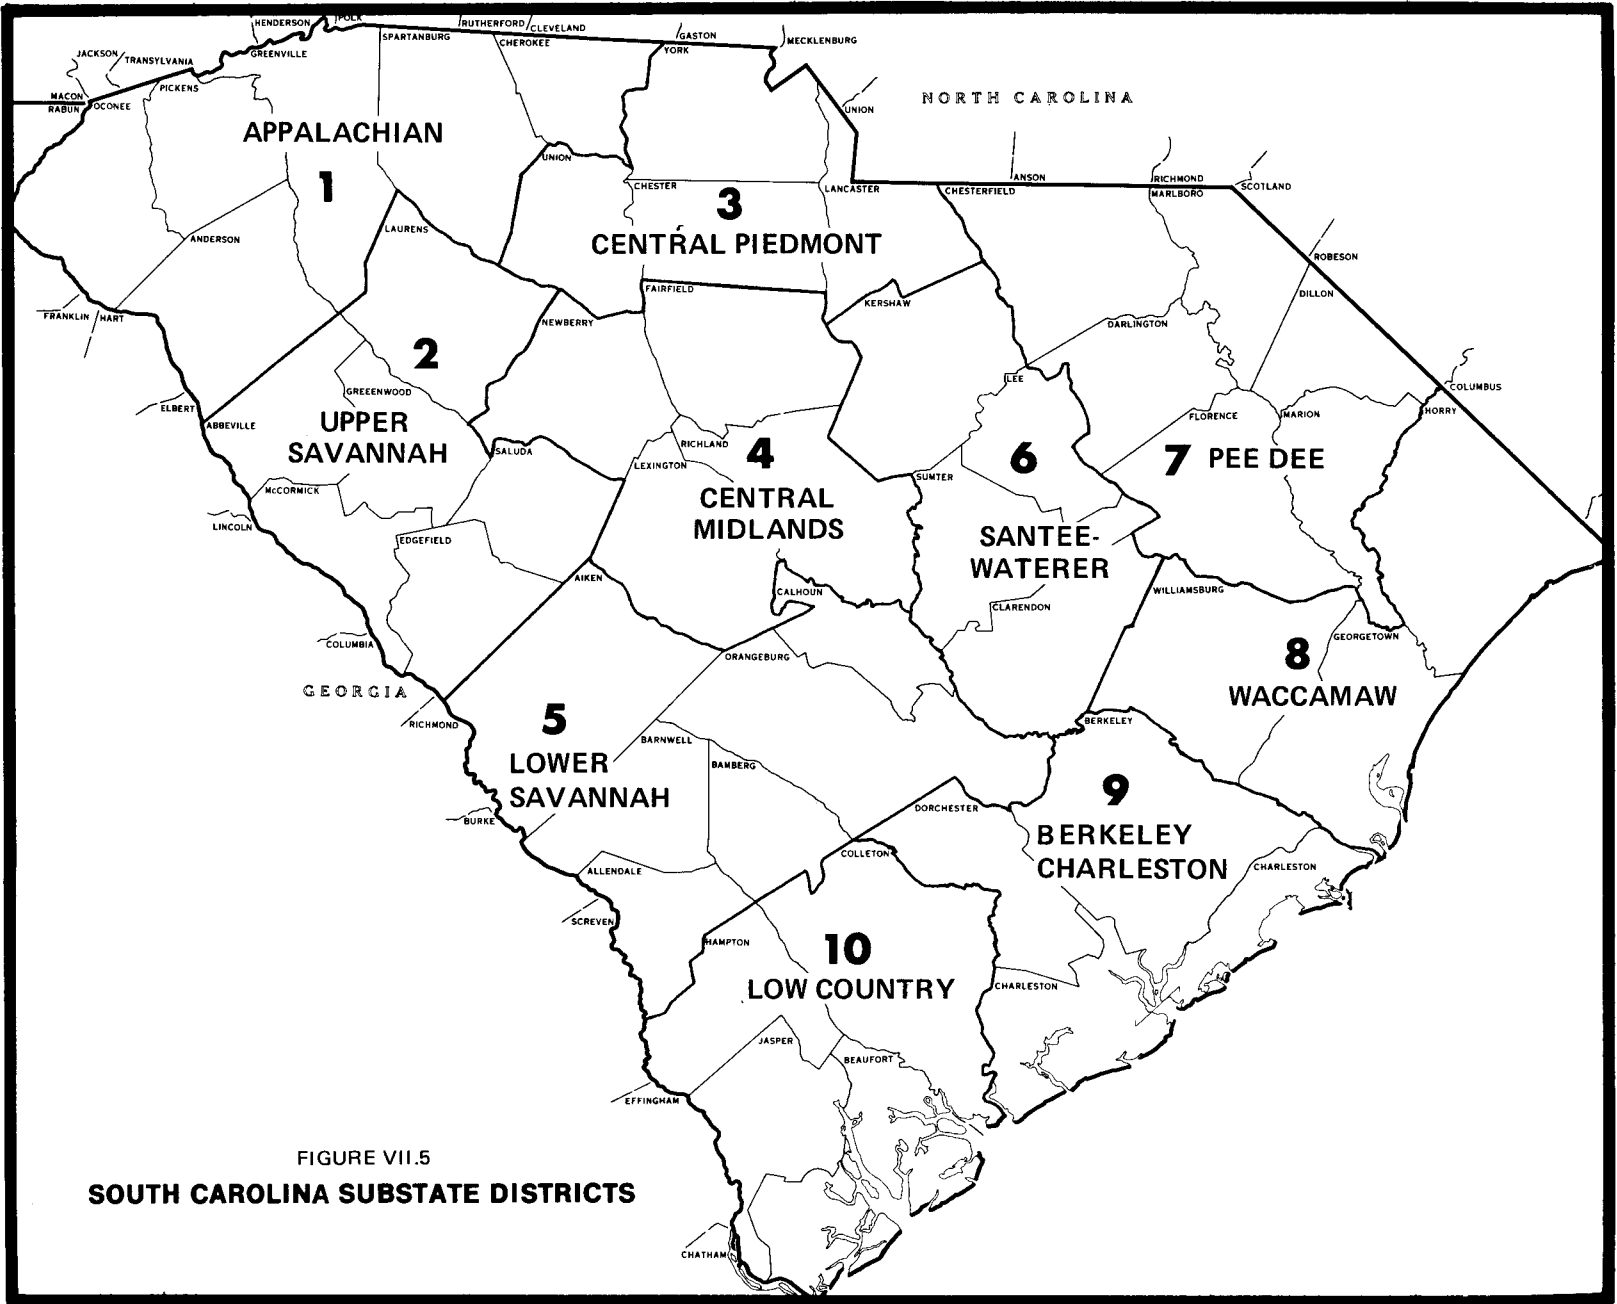 HENDERSON
POLK
RUTHERFORD
CLEVELAND
GASTON
MECKLENBURG
SPARTANBURG
CHEROKEE
YORK
JACKSON
TRANSYLVANIA
GREENVILLE
MACON
RABUN
OCONEE
PICKENS
UNION
NORTH CAROLINA
APPALACHIAN
1
UNION
CHESTER
LANCASTER
CHESTERFIELD
ANSON
RICHMOND
MARLBORO
SCOTLAND
3
CENTRAL PIEDMONT
LAURENS
ANDERSON
ROBESON
DILLON
FAIRFIELD
KERSHAW
FRANKLIN
HART
NEWBERRY
DARLINGTON
2
GREEENWOOD
LEE
COLUMBUS
ELBERT
ABBEVILLE
UPPER
SAVANNAH
FLORENCE
MARION
HORRY
SALUDA
RICHLAND
LEXINGTON
4
CENTRAL
MIDLANDS
SUMTER
6
SANTEE-
WATERER
7 PEE DEE
McCORMICK
LINCOLN
EDGEFIELD
AIKEN
CALHOUN
CLARENDON
WILLIAMSBURG
COLUMBIA
GEORGETOWN
ORANGEBURG
8
WACCAMAW
GEORGIA
RICHMOND
5
LOWER
SAVANNAH
BARNWELL
BAMBERG
BERKELEY
BURKE
DORCHESTER
9
BERKELEY
CHARLESTON
COLLETON
ALLENDALE
CHARLESTON
SCREVEN
HAMPTON
10
LOW COUNTRY
CHARLESTON
JASPER
BEAUFORT
EFFINGHAM
CHATHAM
FIGURE VII.5
SOUTH CAROLINA SUBSTATE DISTRICTS